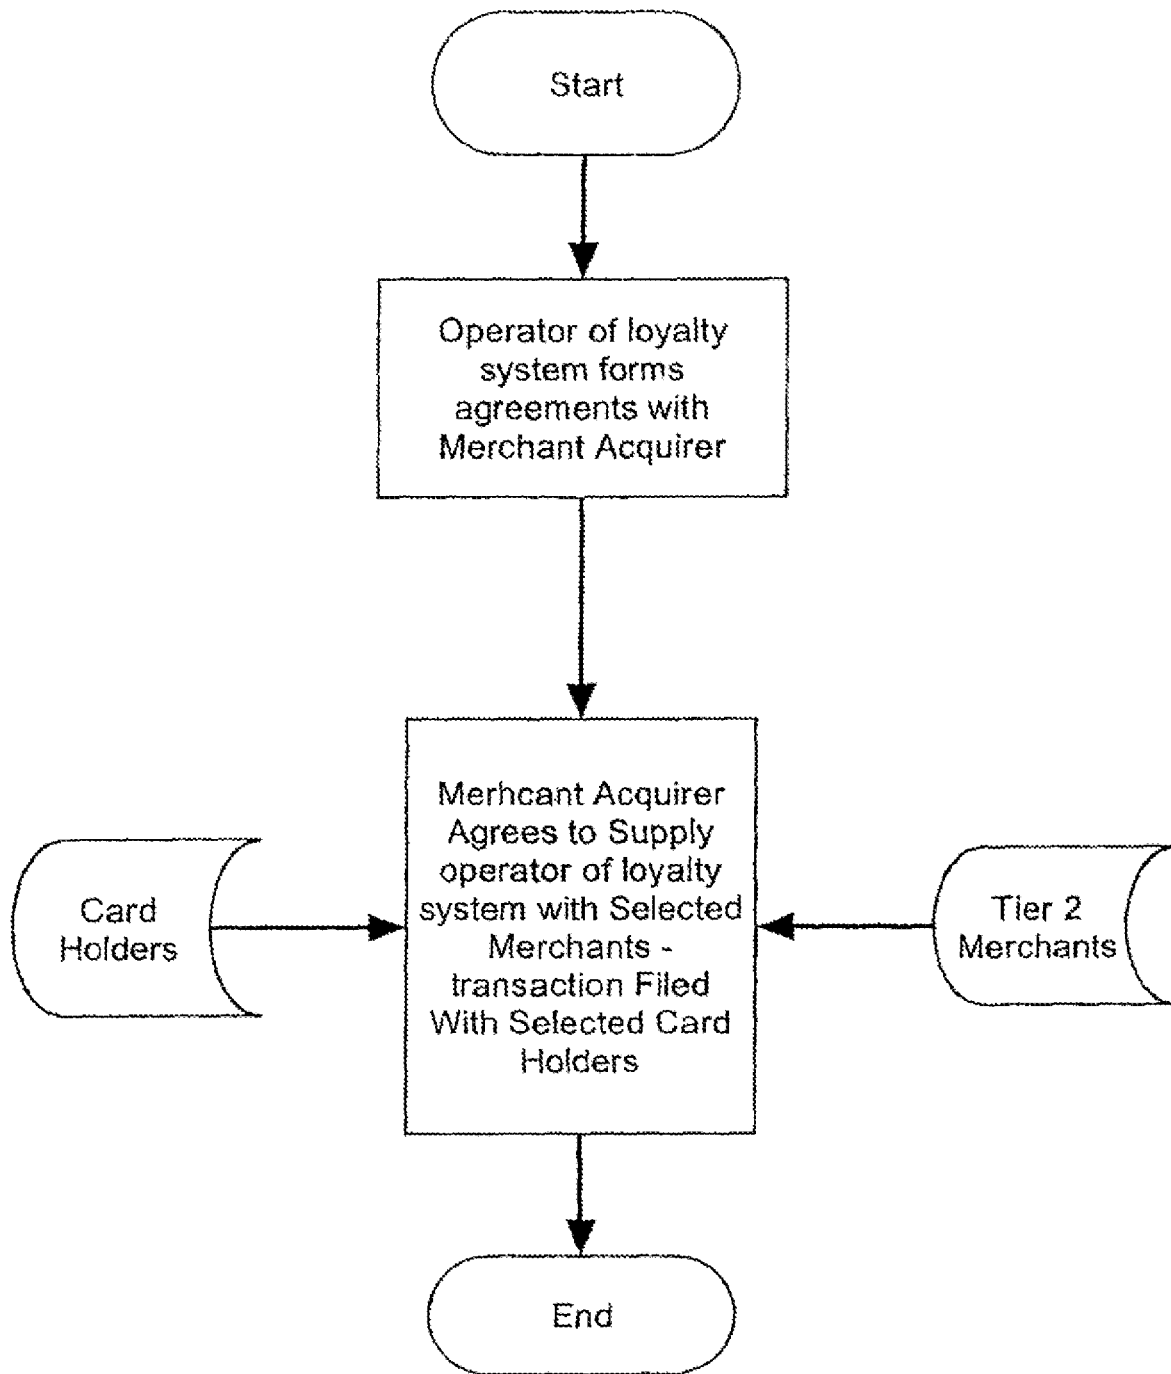 Start
Operator of loyalty
system forms
agreements with
Merchant Acquirer
Merhcant Acquirer
Agrees to Supply
operator of loyalty
system with Selected
Merchants -
transaction Filed
With Selected Card
Holders
Card
Holders
Tier 2
Merchants
End